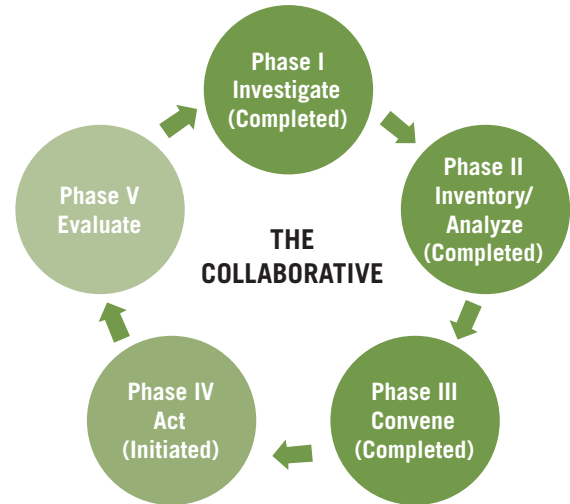 Phase I
Investigate
(Completed)
Phase II
Inventory/
Analyze
(Completed)
Phase III
Convene
(Completed)
Phase IV
Act
(Initiated)
Phase V
Evaluate
THE
COLLABORATIVE